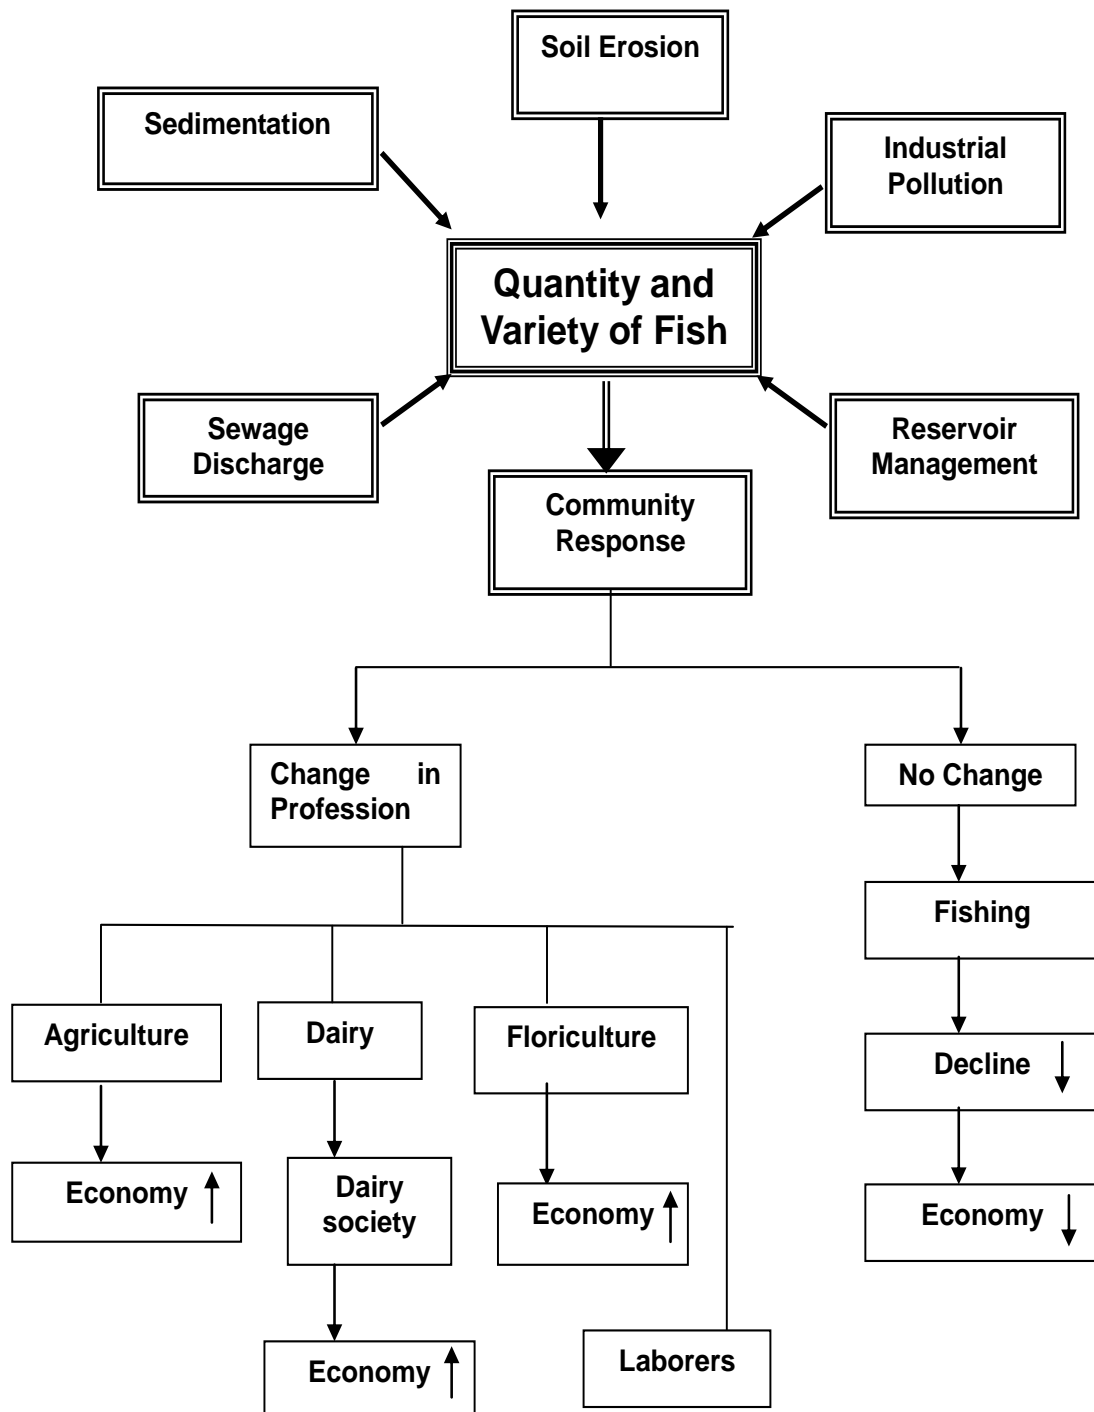 Soil Erosion
Sedimentation
Industrial
Pollution
Quantity and
Variety of Fish
Sewage
Discharge
Reservoir
Management
Community
Response
Change in
Profession
No Change
Fishing
Agriculture
Dairy
Floriculture
Decline
Economy
Dairy
society
Economy
Economy
Economy
Laborers